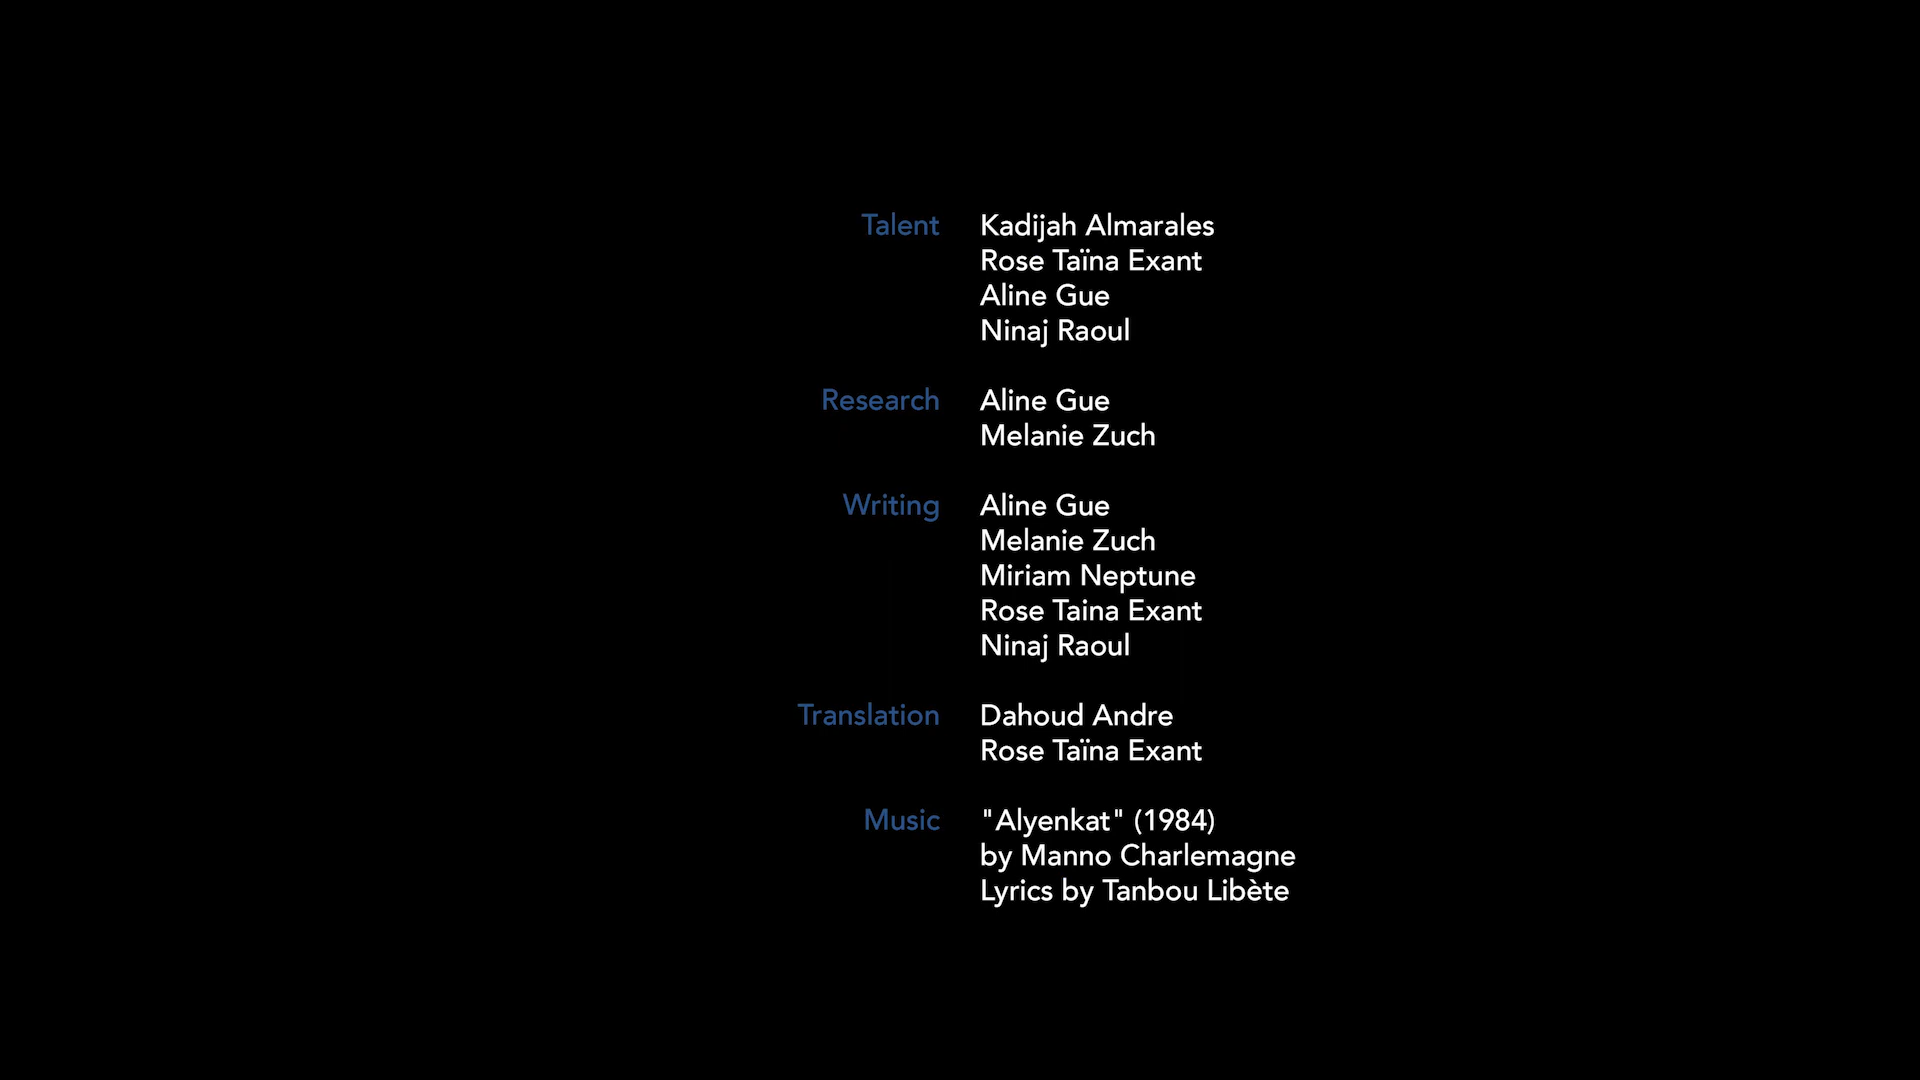 Talent Kadijah Almarales
Rose Taïna Exant
Aline Gue
Ninaj Raoul
Research Aline Gue
Melanie Zuch
Writing Aline Gue
Melanie Zuch
Miriam Neptune
Rose Taina Exant
Ninaj Raoul
Translation Dahoud Andre
Rose Taïna Exant
Music "Alyenkat" (1984)
by Manno Charlemagne
Lyrics by Tanbou Libète